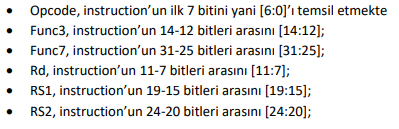 • Opcode, instruction'un ilk 7 bitini yani [6:0]'ı temsil etmekte
• Func3, instruction'un 14-12 bitleri arasını [14:12];
• Func7, instruction'un 31-25 bitleri arasını [31:25];
• Rd, instruction'un 11-7 bitleri arasını [11:7];
• RS1, instruction'un 19-15 bitleri arasını [19:15];
• RS2, instruction'un 24-20 bitleri arasını [24:20];